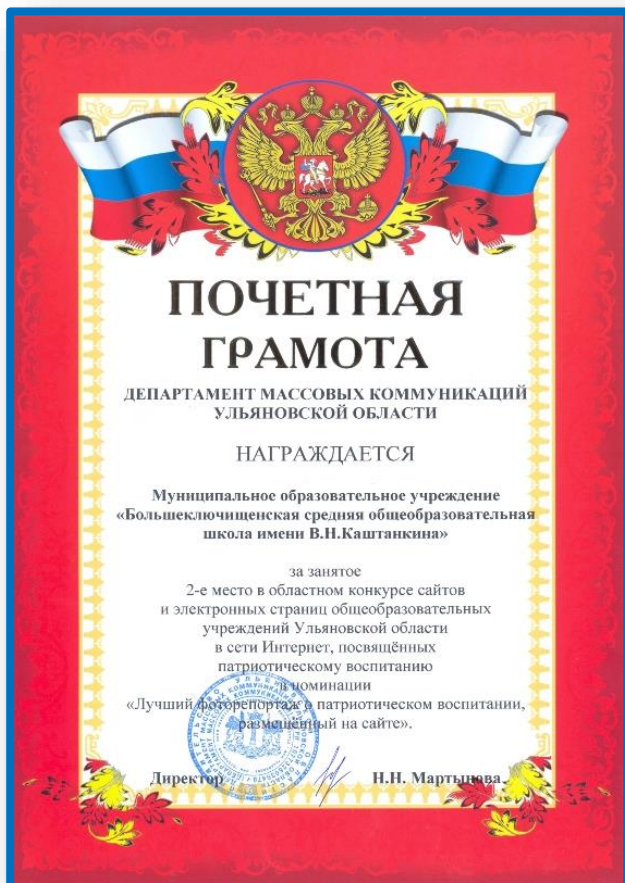 ПОЧЕТНАЯ
ГРАМОТА
ДЕПАРТАМЕНТ МАССОВЫХ КОММУНИКАЦИЙ
УЛЬЯНОВСКОЙ ОБЛАСТИ
НАГРАЖДАЕТСЯ
Муниципальное образовательное учреждение
«Большеключищенская средняя общеобразовательная
школа имени В.Н.Каштанкина»
за занятое
2-е место в областном конкурсе сайтов
и электронных страниц общеобразовательных
учреждений Ульяновской области
в сети Интернет, посвящённых
патриотическому воспитанию
в номинации
«Лучший фоторепортаж о патриотическом воспитании,
размещённый на сайте».
Директор Н.Н. Мартынова